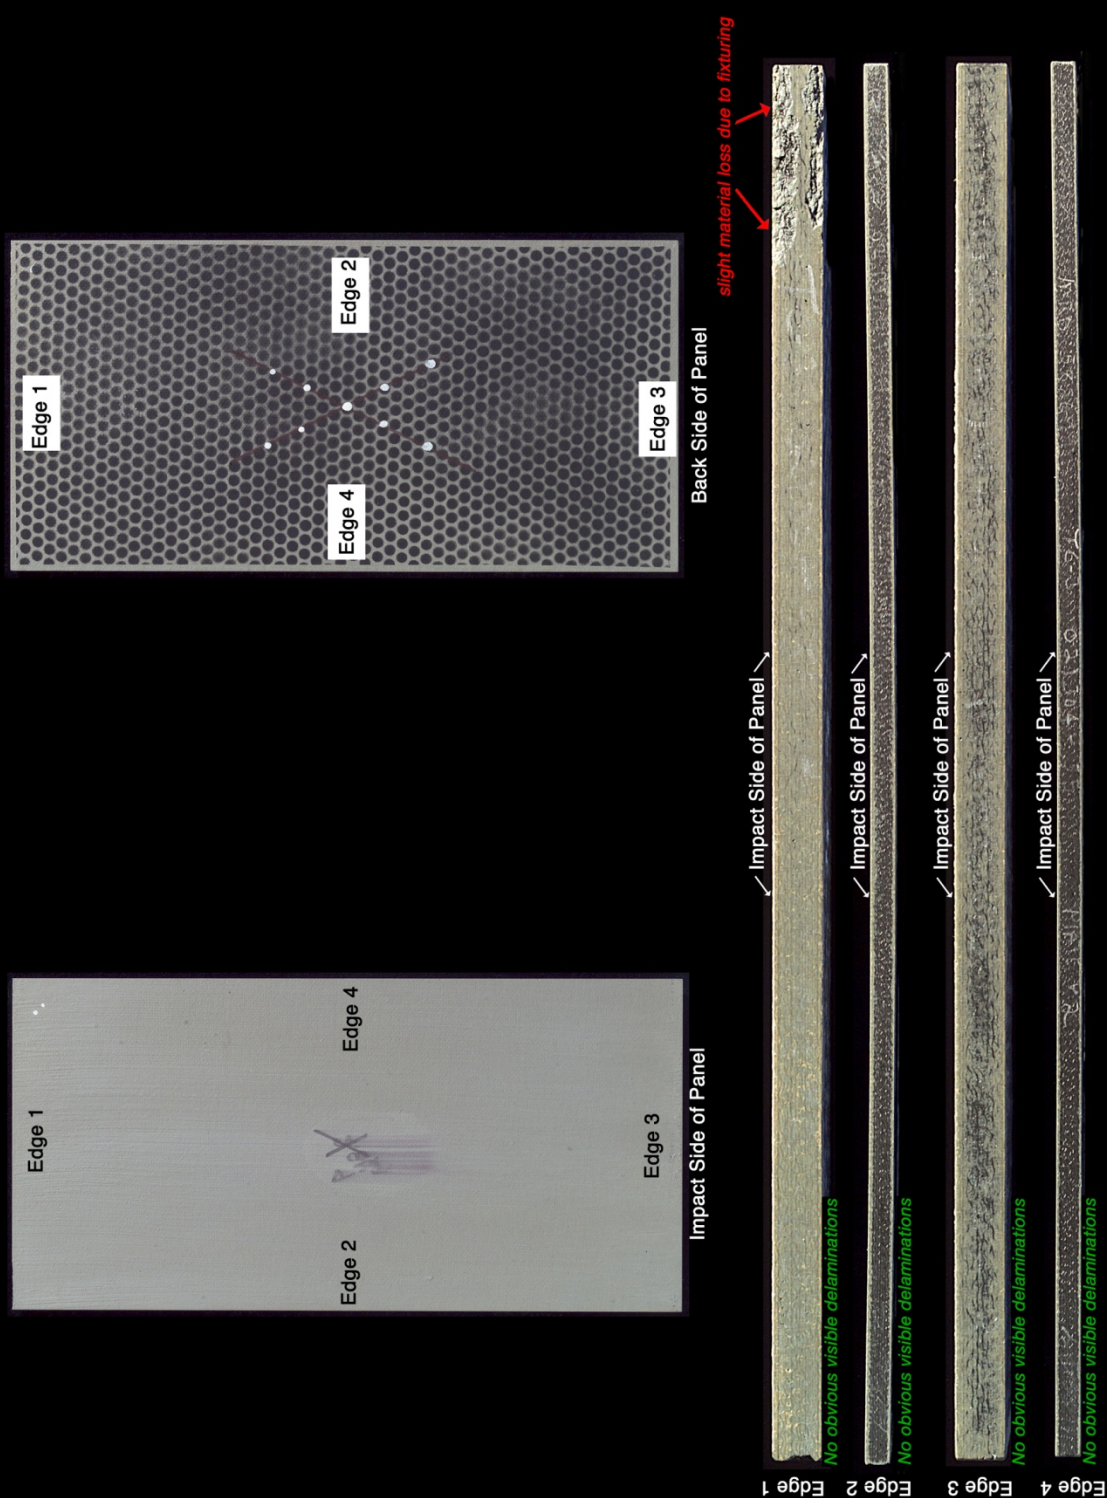 slight material loss due to fixturing
Edge 1
Edge 2
Edge 4
Edge 3
Back Side of Panel
Edge 1
Edge 4
Edge 2
Edge 3
Impact Side of Panel
Impact Side of Panel
No obvious visible delaminations
Edge 1
Impact Side of Panel
No obvious visible delaminations
Edge 2
Impact Side of Panel
No obvious visible delaminations
Edge 3
Impact Side of Panel
No obvious visible delaminations
Edge 4